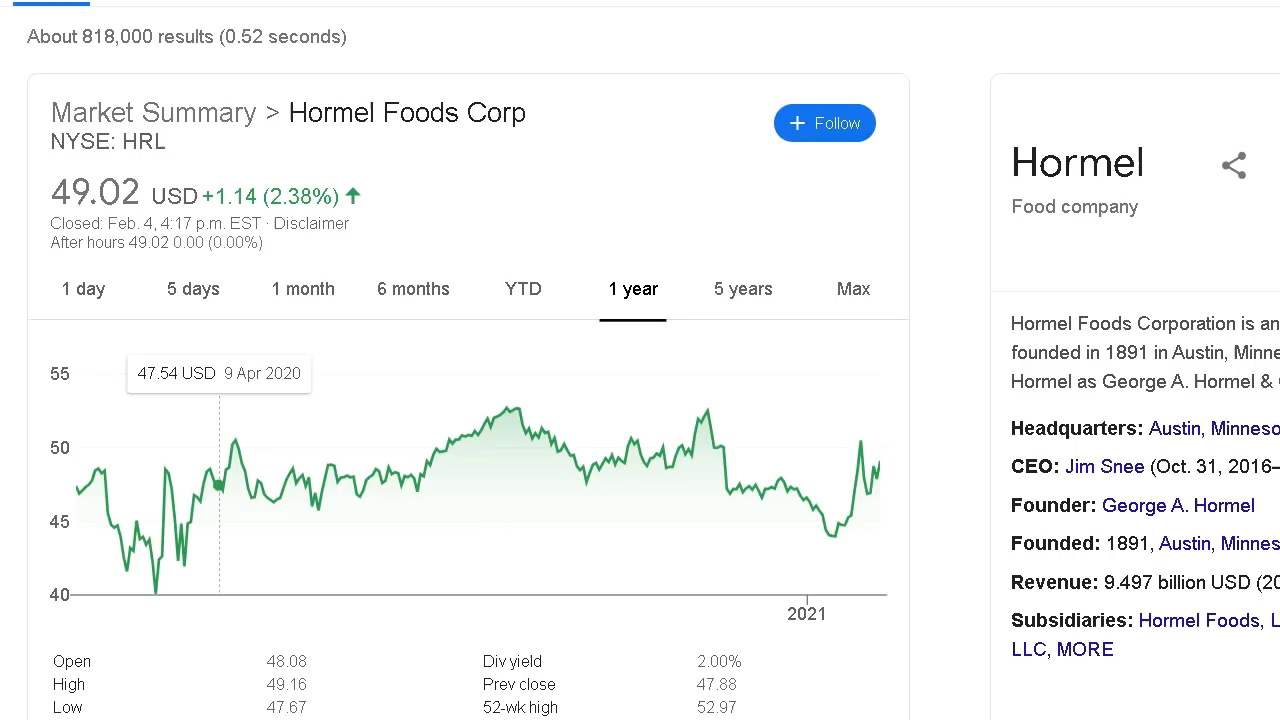 About 818,000 results (0.52 seconds)
Market Summary > Hormel Foods Corp
NYSE: HRL
+ Follow
49.02 USD +1.14 (2.38%)
Closed: Feb. 4, 4:17 p.m. EST · Disclaimer
After hours 49.02 0.00 (0.00%)
1 day 5 days 1 month 6 months YTD 1 year 5 years Max
47.54 USD 9 Apr 2020
55
50
45
40
2021
Open 48.08 Div yield 2.00%
High 49.16 Prev close 47.88
Low 47.67 52-wk high 52.97
Hormel
Food company
Hormel Foods Corporation is an
founded in 1891 in Austin, Minne
Hormel as George A. Hormel &
Headquarters: Austin, Minneso
CEO: Jim Snee (Oct. 31, 2016–
Founder: George A. Hormel
Founded: 1891, Austin, Minnes
Revenue: 9.497 billion USD (20
Subsidiaries: Hormel Foods, L
LLC, MORE